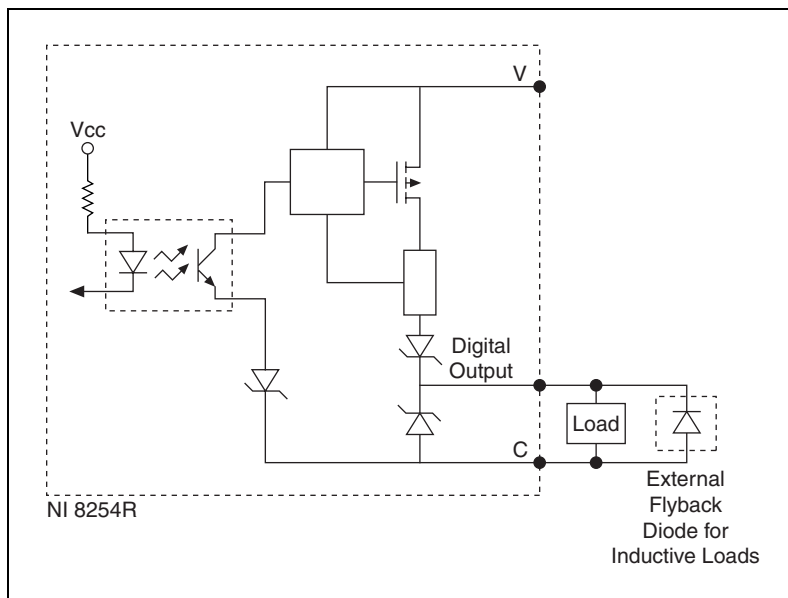 V
Vcc
Digital
Output
Load
C
NI 8254R
External
Flyback
Diode for
Inductive Loads